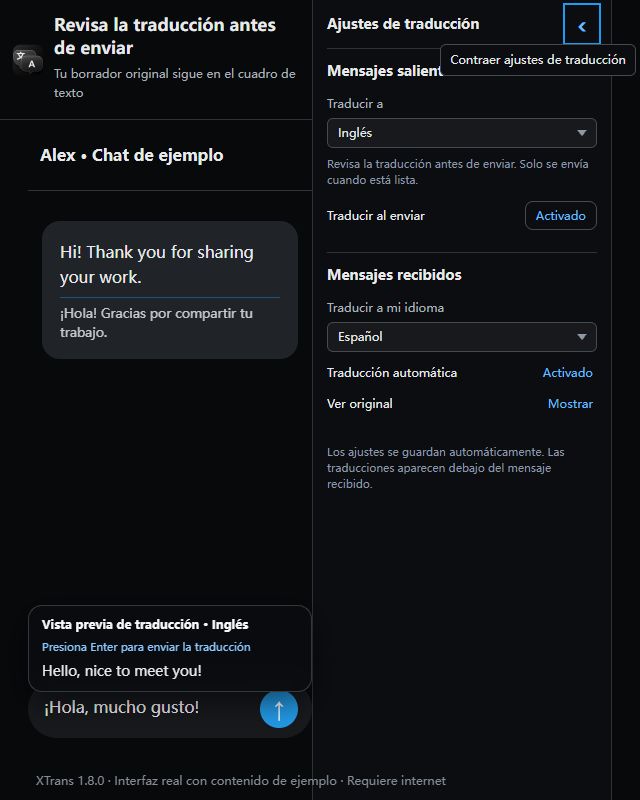 Revisa la traducción antes
de enviar
Tu borrador original sigue en el cuadro de
texto
Alex • Chat de ejemplo
Hi! Thank you for sharing
your work.
¡Hola! Gracias por compartir tu
trabajo.
Vista previa de traducción • Inglés
Presiona Enter para enviar la traducción
Hello, nice to meet you!
¡Hola, mucho gusto!
Ajustes de traducción
Contraer ajustes de traducción
Mensajes
Traducir a
Inglés
Revisa la traducción antes de enviar. Solo se envía
cuando está lista.
Traducir al enviar Activado
Mensajes recibidos
Traducir a mi idioma
Español
Traducción automática Activado
Ver original Mostrar
Los ajustes se guardan automáticamente. Las
traducciones aparecen debajo del mensaje
recibido.
XTrans 1.8.0 · Interfaz real con contenido de ejemplo · Requiere internet